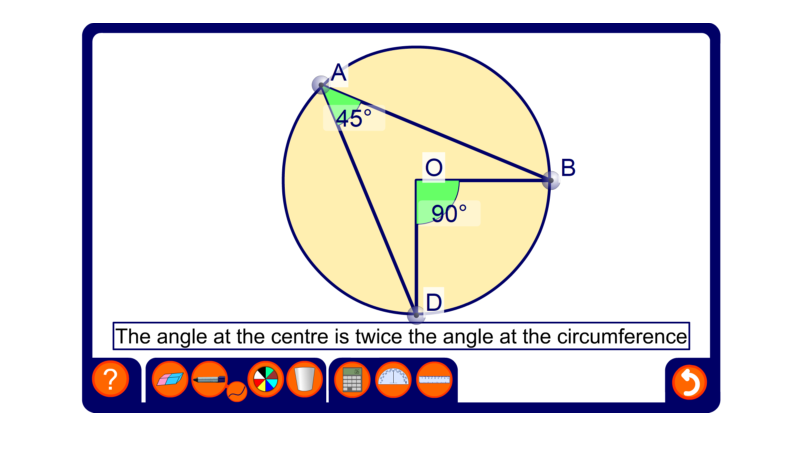 A
45°
O
B
90°
D
The angle at the centre is twice the angle at the circumference
?